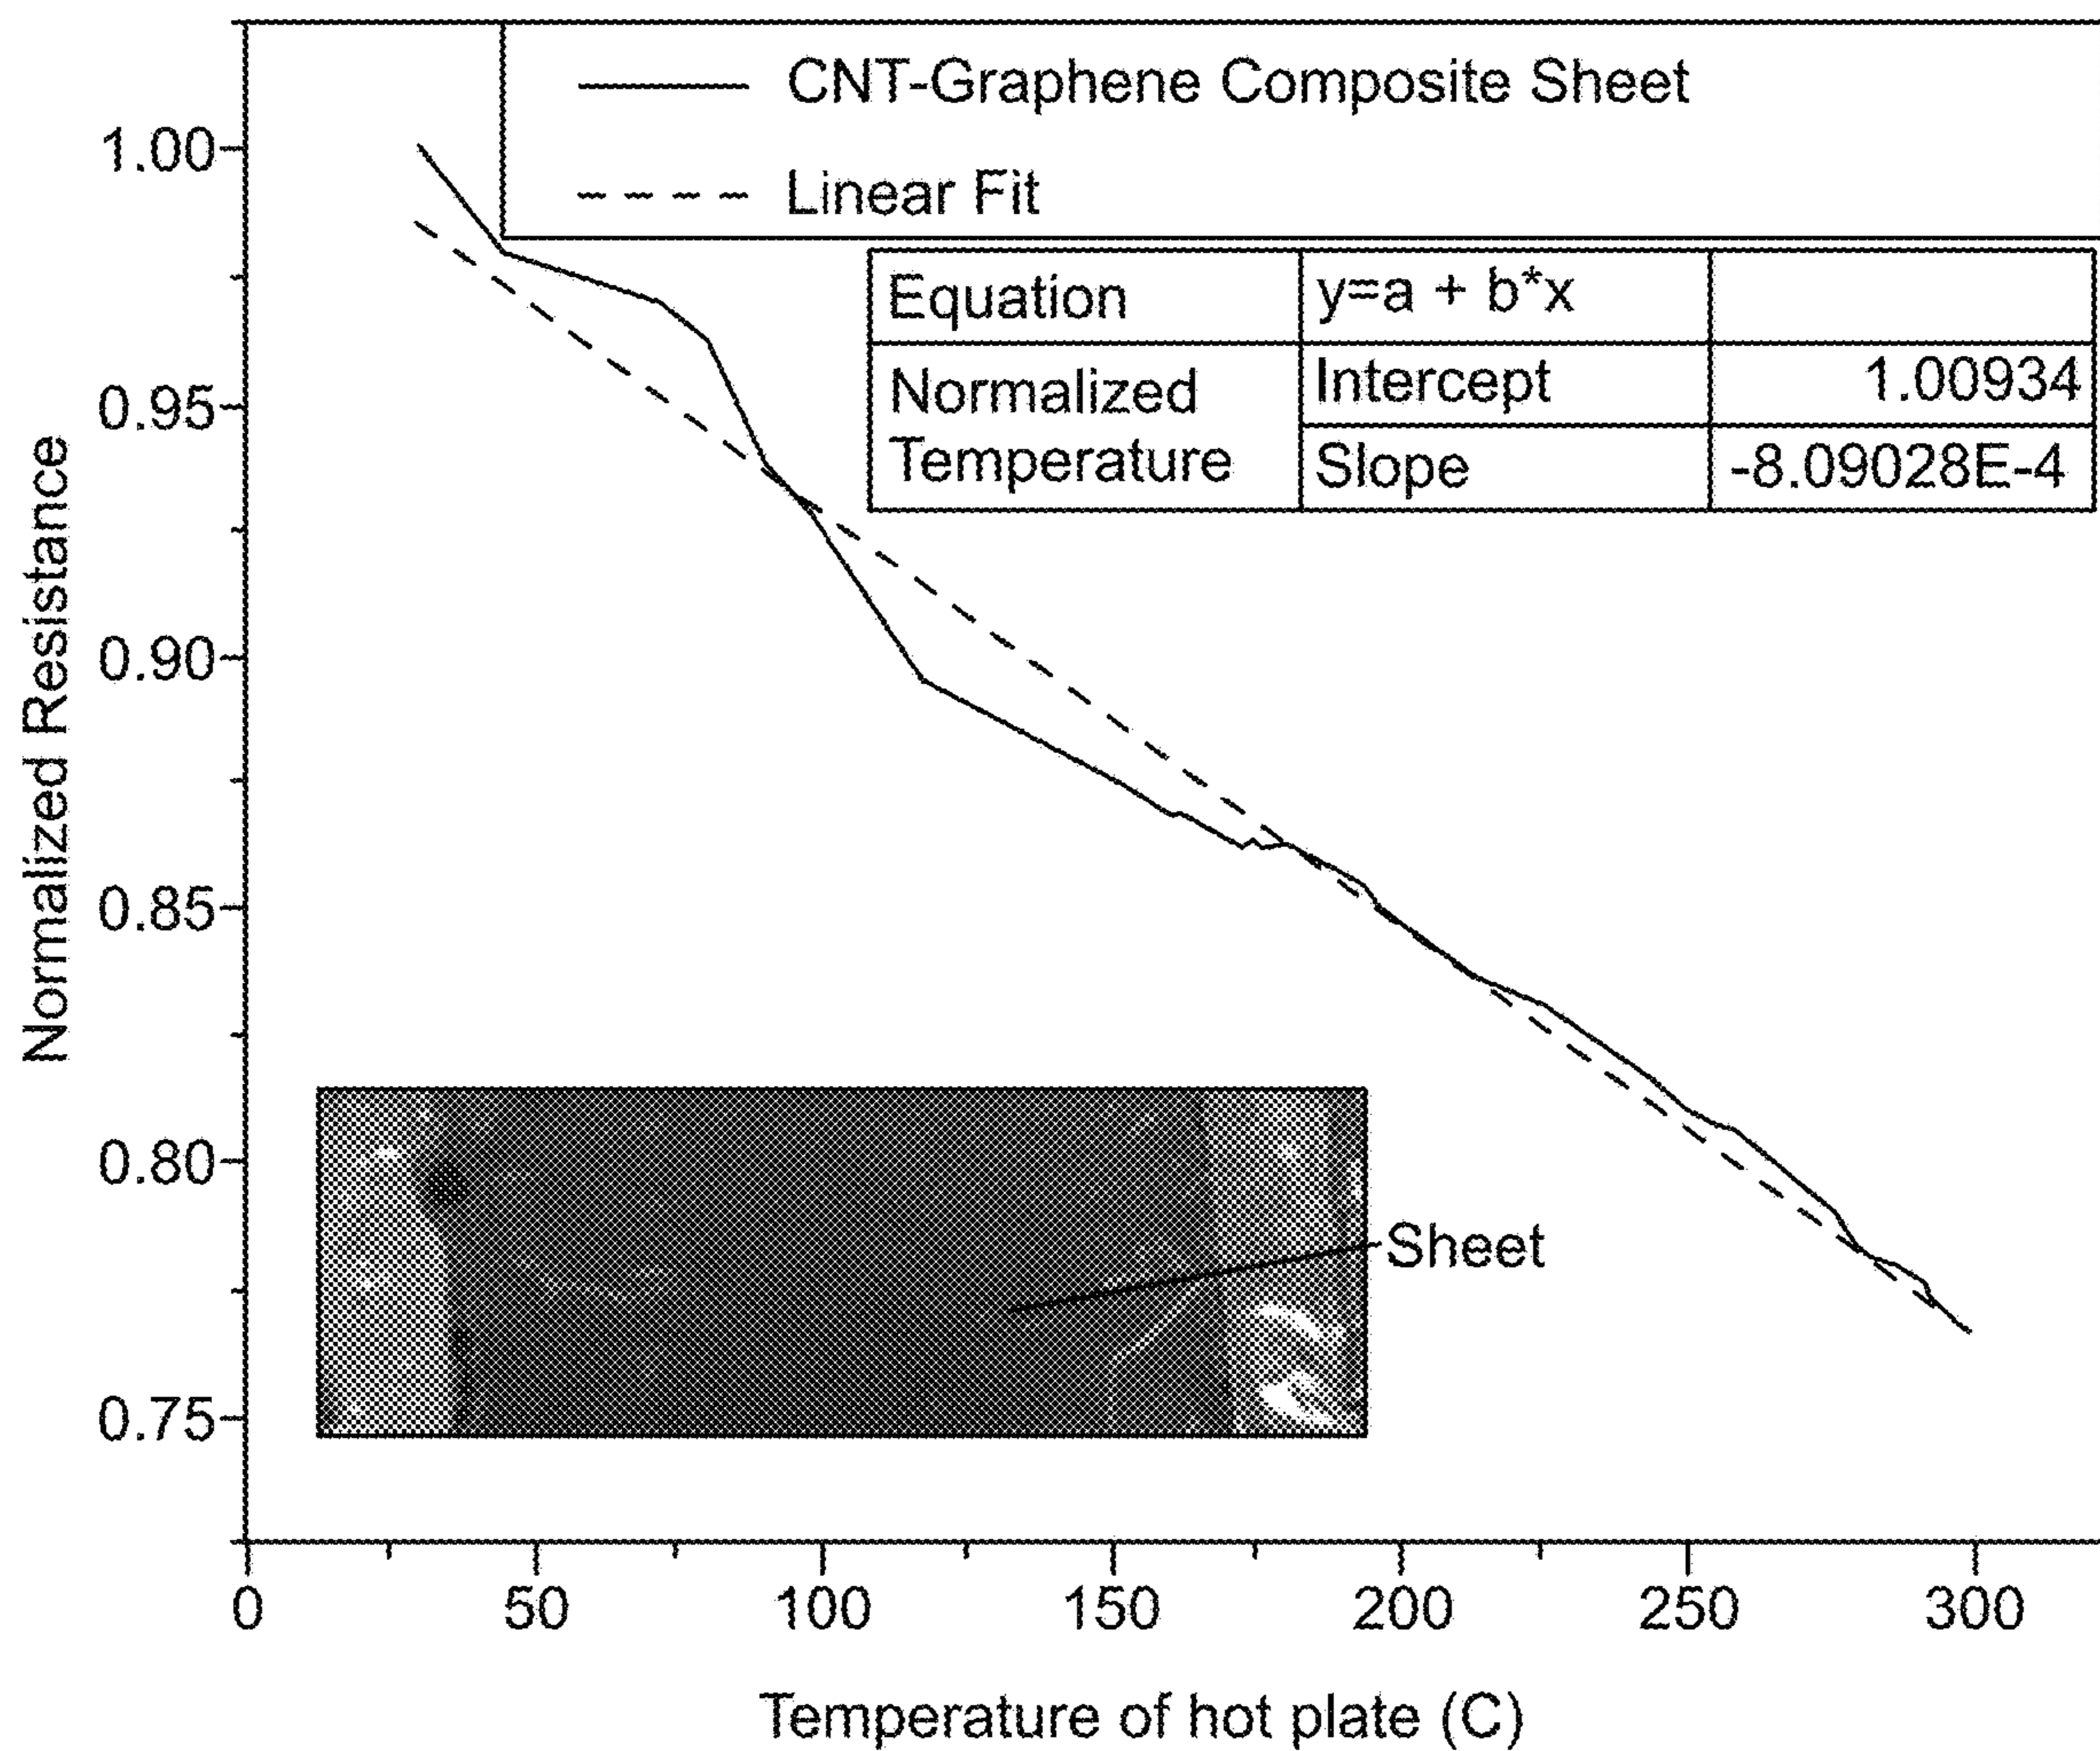 CNT-Graphene Composite Sheet
Linear Fit
Equation y=a + b*x
Normalized Temperature
Intercept 1.00934
Slope -8.09028E-4
Normalized Resistance
1.00
0.95
0.90
0.85
0.80
0.75
Sheet
0 50 100 150 200 250 300
Temperature of hot plate (C)